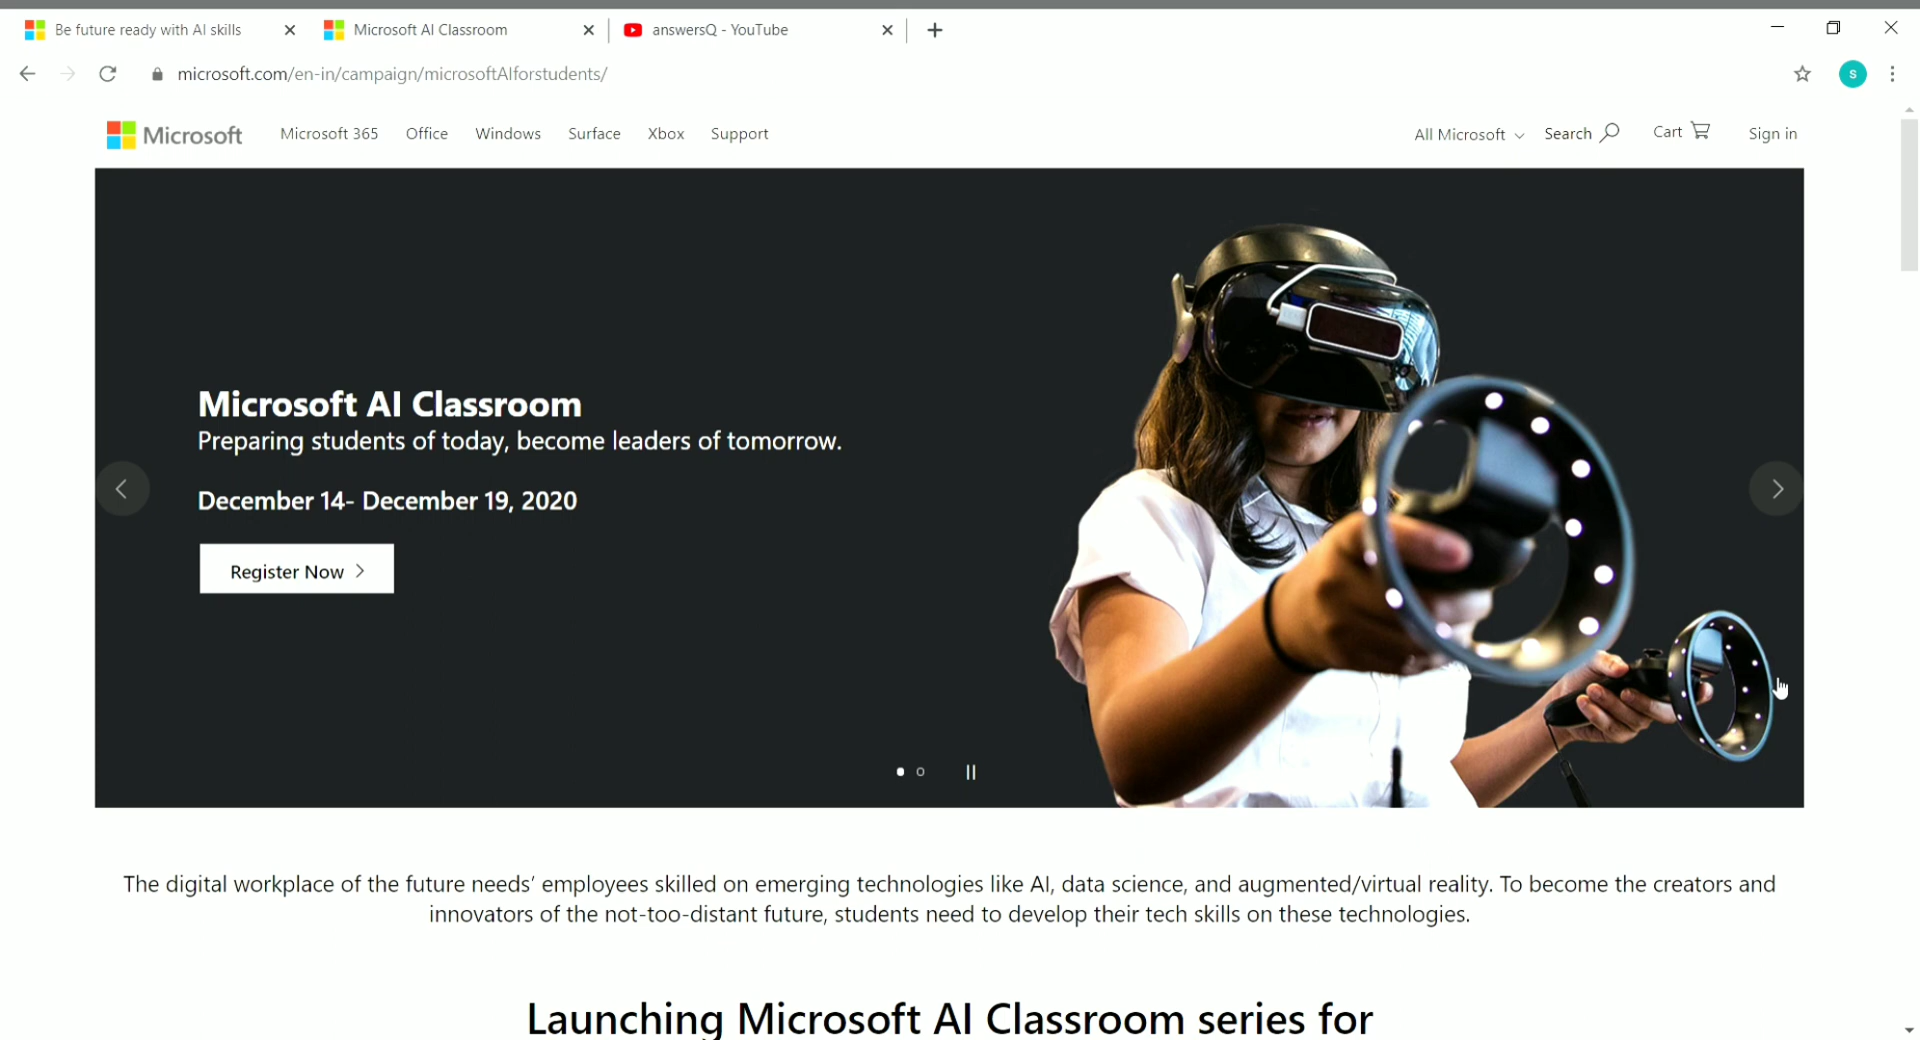 Be future ready with AI skills
Microsoft AI Classroom
answersQ - YouTube
microsoft.com/en-in/campaign/microsoftAIforstudents/
S
Microsoft
Microsoft 365
Office
Windows
Surface
Xbox
Support
All Microsoft
Search
Cart
Sign in
Microsoft AI Classroom
Preparing students of today, become leaders of tomorrow.
December 14- December 19, 2020
Register Now >
The digital workplace of the future needs' employees skilled on emerging technologies like AI, data science, and augmented/virtual reality. To become the creators and
innovators of the not-too-distant future, students need to develop their tech skills on these technologies.
Launching Microsoft AI Classroom series for